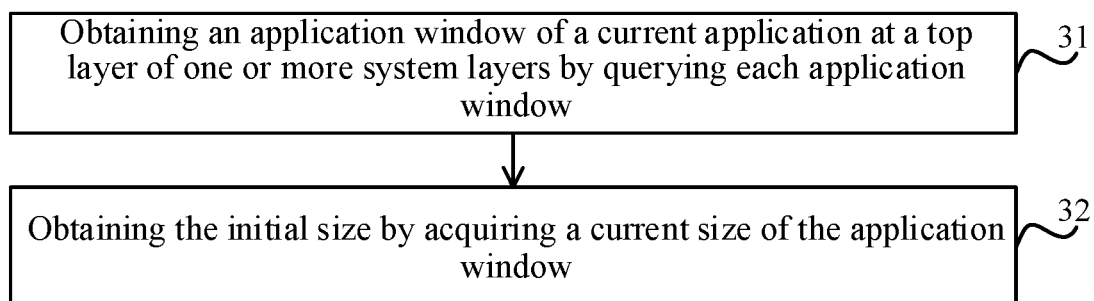 Obtaining an application window of a current application at a top
31
layer of one or more system layers by querying each application
window
32
Obtaining the initial size by acquiring a current size of the application
window